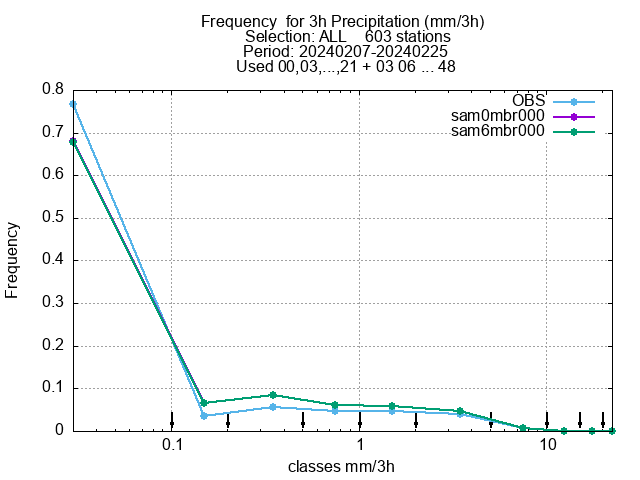 Frequency  for 3h Precipitation (mm/3h)
Selection: ALL    603 stations
Period: 20240207-20240225
Used 00,03,...,21 + 03 06 ... 48
OBS
sam0mbr000
sam6mbr000
0.8
0.7
0.6
0.5
0.4
0.3
0.2
0.1
0
Frequency
0.1
1
10
classes mm/3h